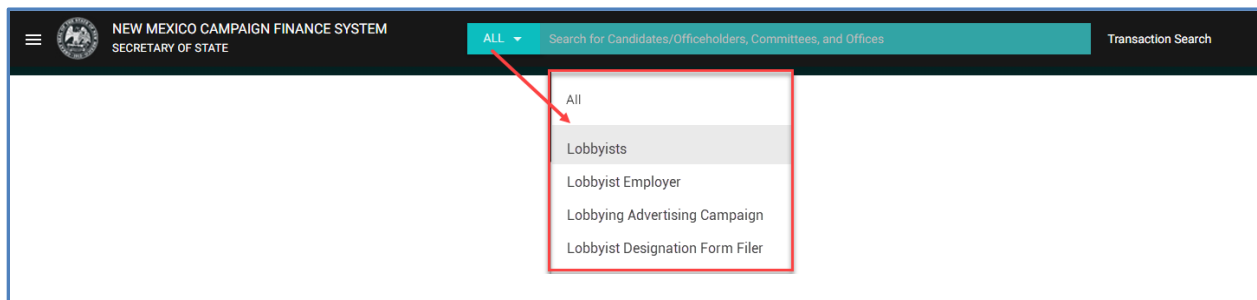 NEW MEXICO CAMPAIGN FINANCE SYSTEM
SECRETARY OF STATE
ALL
Search for Candidates/Officeholders, Committees, and Offices
Transaction Search
All
Lobbyists
Lobbyist Employer
Lobbying Advertising Campaign
Lobbyist Designation Form Filer